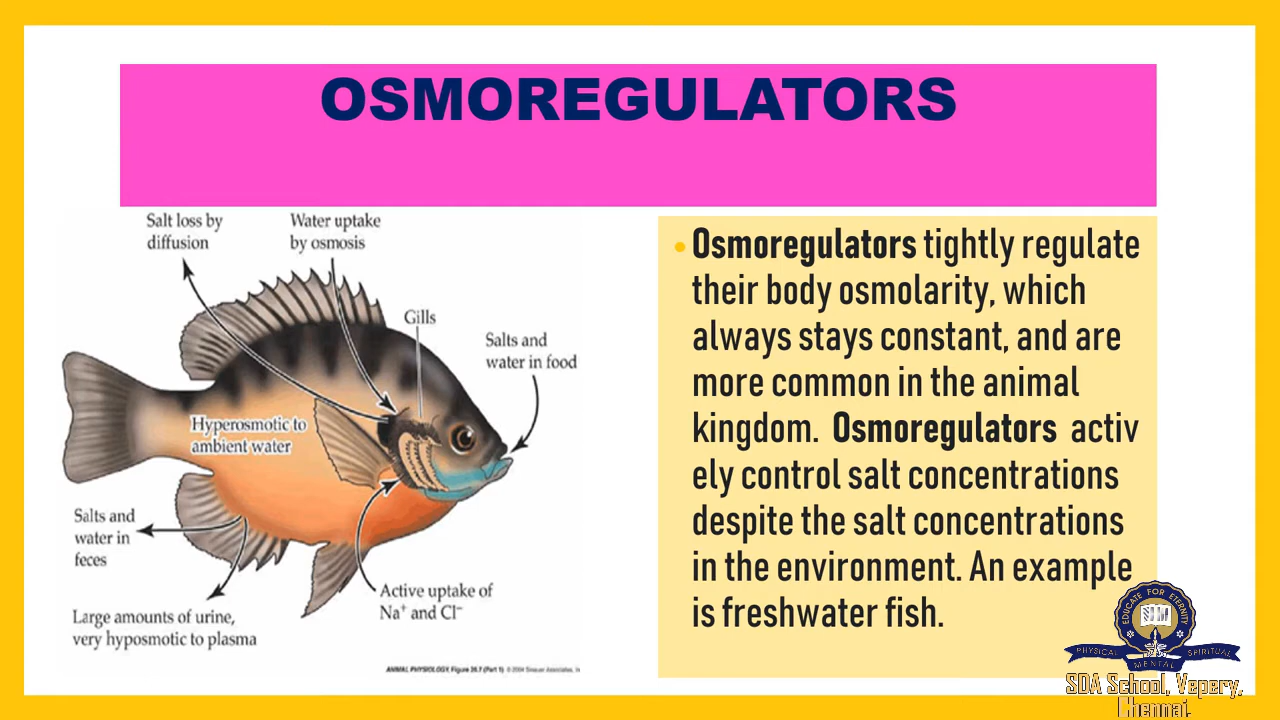 OSMOREGULATORS
Salt loss by
diffusion
Water uptake
by osmosis
Gills
Salts and
water in food
Hyperosmotic to
ambient water
Salts and
water in
feces
Large amounts of urine,
very hyposmotic to plasma
Active uptake of
Na⁺ and Cl⁻
ANIMAL PHYSIOLOGY, Figure 26.7 (Part 1) © 2004 Sinauer Associates, In
• Osmoregulators tightly regulate
their body osmolarity, which
always stays constant, and are
more common in the animal
kingdom. Osmoregulators activ
ely control salt concentrations
despite the salt concentrations
in the environment. An example
is freshwater fish.
EDUCATE FOR ETERNITY
PHYSICAL
MENTAL
SPIRITUAL
SDA School, Vepery,
Chennai.